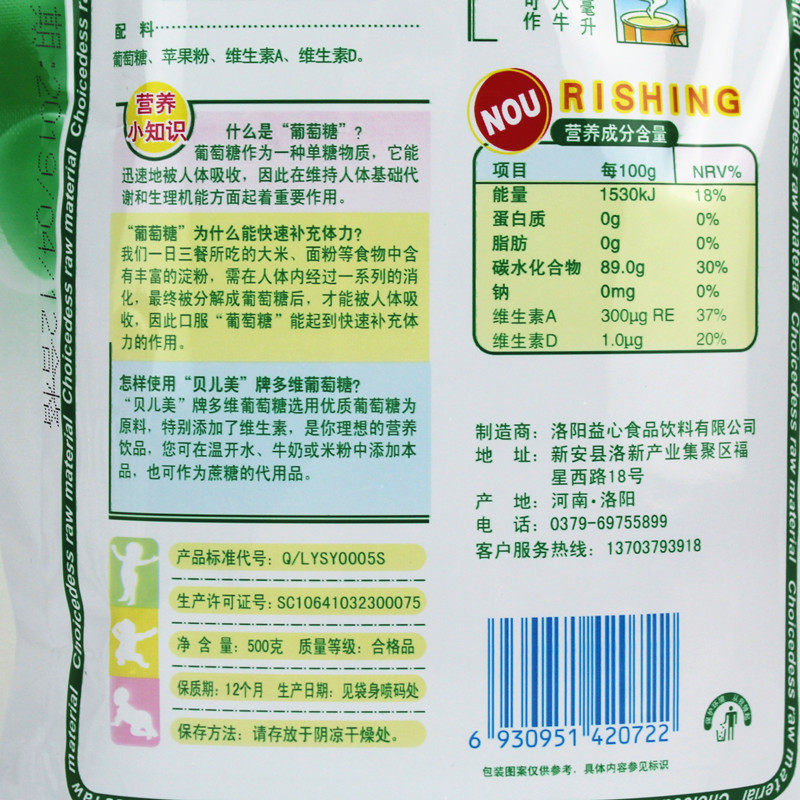 配 料
葡萄糖、苹果粉、维生素A、维生素D。
营养
小知识
什么是“葡萄糖”?
葡萄糖作为一种单糖物质，它能
迅速地被人体吸收，因此在维持人体基础代
谢和生理机能方面起着重要作用。
“葡萄糖”为什么能快速补充体力?
我们一日三餐所吃的大米、面粉等食物中含
有丰富的淀粉，需在人体内经过一系列的消
化，最终被分解成葡萄糖后，才能被人体吸
收，因此口服“葡萄糖”能起到快速补充体
力的作用。
怎样使用“贝儿美”牌多维葡萄糖?
“贝儿美”牌多维葡萄糖选用优质葡萄糖为
原料，特别添加了维生素，是你理想的营养
饮品，您可在温开水、牛奶或米粉中添加本
品，也可作为蔗糖的代用品。
产品标准代号: Q/LYSY0005S
生产许可证号: SC10641032300075
净 含 量: 500克 质量等级: 合格品
保质期: 12个月 生产日期: 见袋身喷码处
保存方法: 请存放于阴凉干燥处。
可 入 毫
作 牛 升
NOU RISHING
营养成分含量
项目 每100g NRV%
能量 1530kJ 18%
蛋白质 0g 0%
脂肪 0g 0%
碳水化合物 89.0g 30%
钠 0mg 0%
维生素A 300μg RE 37%
维生素D 1.0μg 20%
制造商: 洛阳益心食品饮料有限公司
地 址: 新安县洛新产业集聚区福
星西路18号
产 地: 河南·洛阳
电 话: 0379-69755899
客户服务热线: 13703793918
6 930951 420722
包装图案仅供参考，具体内容参见标识
Choicedess raw material Choicedess raw material Choicedess raw material
Choicedess raw material Choicedess raw material